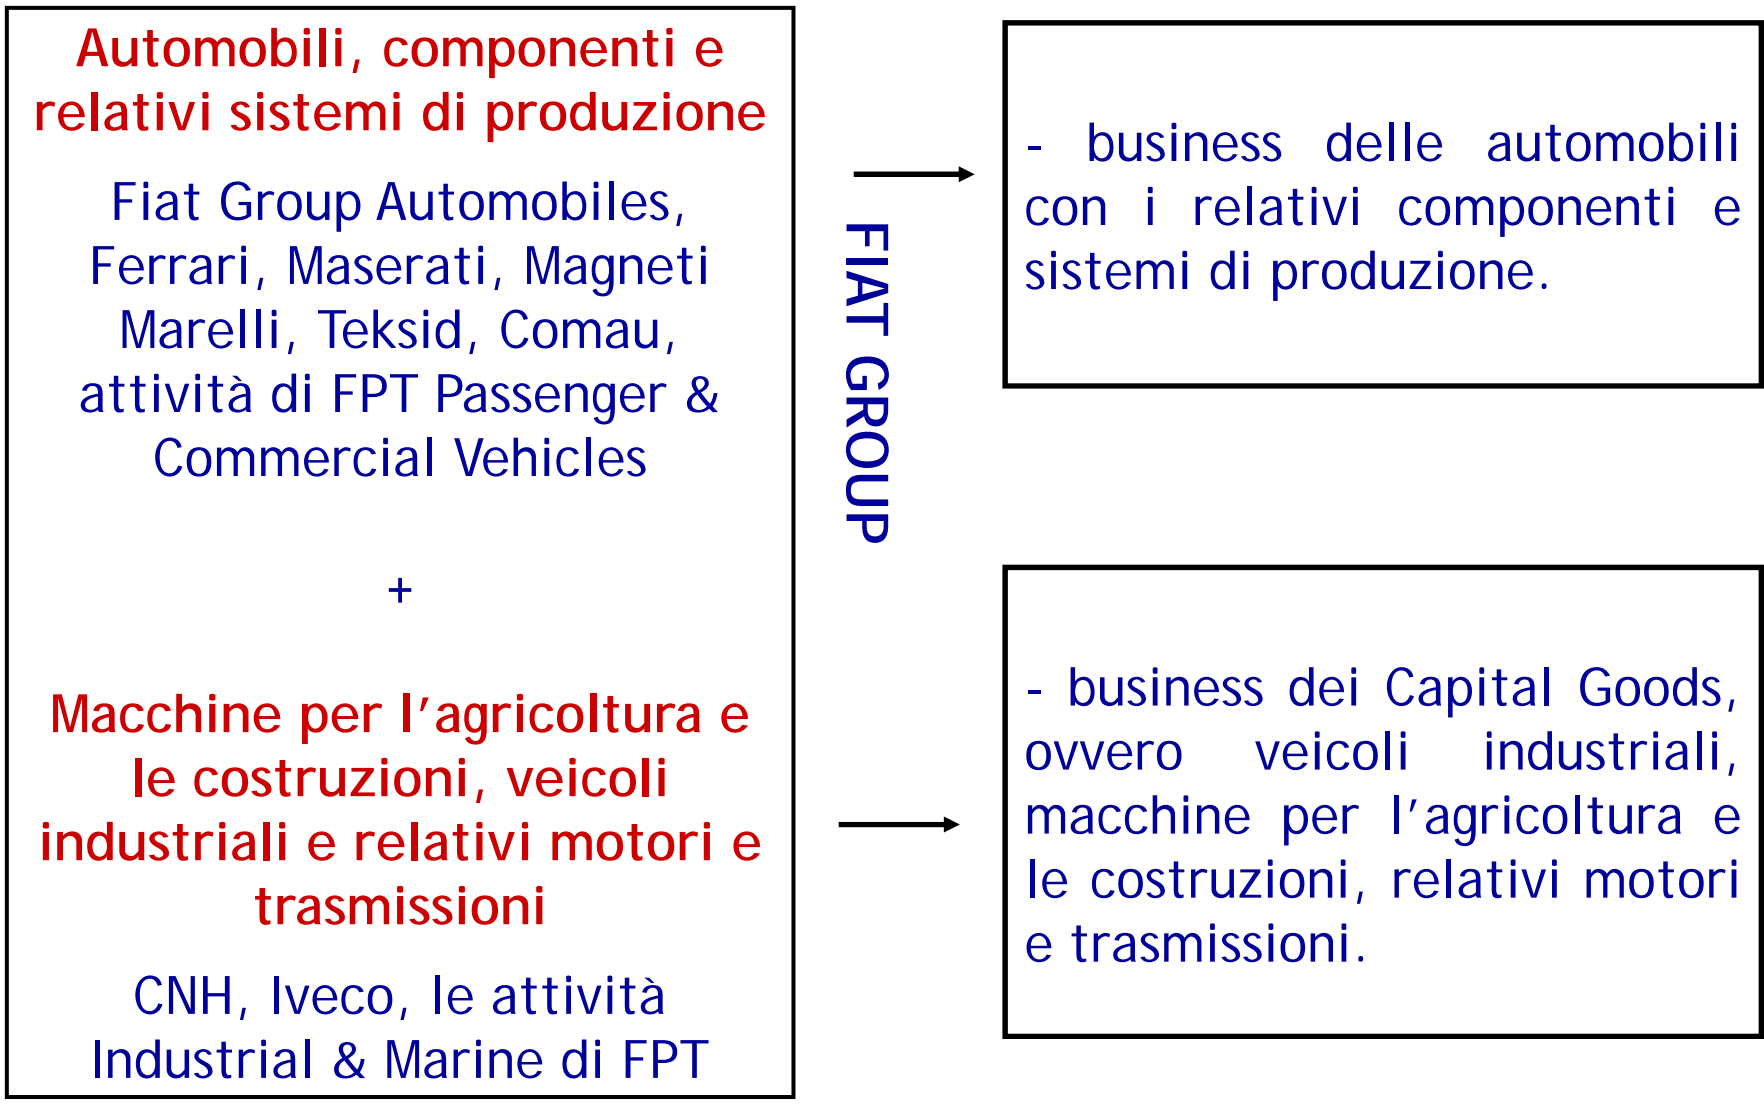 Automobili, componenti e
relativi sistemi di produzione
Fiat Group Automobiles,
Ferrari, Maserati, Magneti
Marelli, Teksid, Comau,
attività di FPT Passenger &
Commercial Vehicles
+
Macchine per l’agricoltura e
le costruzioni, veicoli
industriali e relativi motori e
trasmissioni
CNH, Iveco, le attività
Industrial & Marine di FPT
FIAT GROUP
- business delle automobili
con i relativi componenti e
sistemi di produzione.
- business dei Capital Goods,
ovvero veicoli industriali,
macchine per l’agricoltura e
le costruzioni, relativi motori
e trasmissioni.